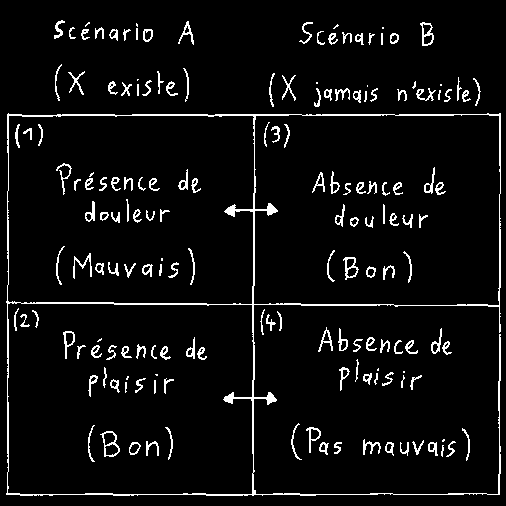 Scénario A
(X existe)
Scénario B
(X jamais n'existe)
(1)
Présence de
douleur
(Mauvais)
(3)
Absence de
douleur
(Bon)
(2)
Présence de
plaisir
(Bon)
(4)
Absence de
plaisir
(Pas mauvais)